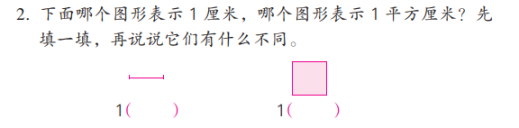 2. 下面哪个图形表示 1 厘米，哪个图形表示 1 平方厘米？先
填一填，再说说它们有什么不同。
1(　　) 1(　　)